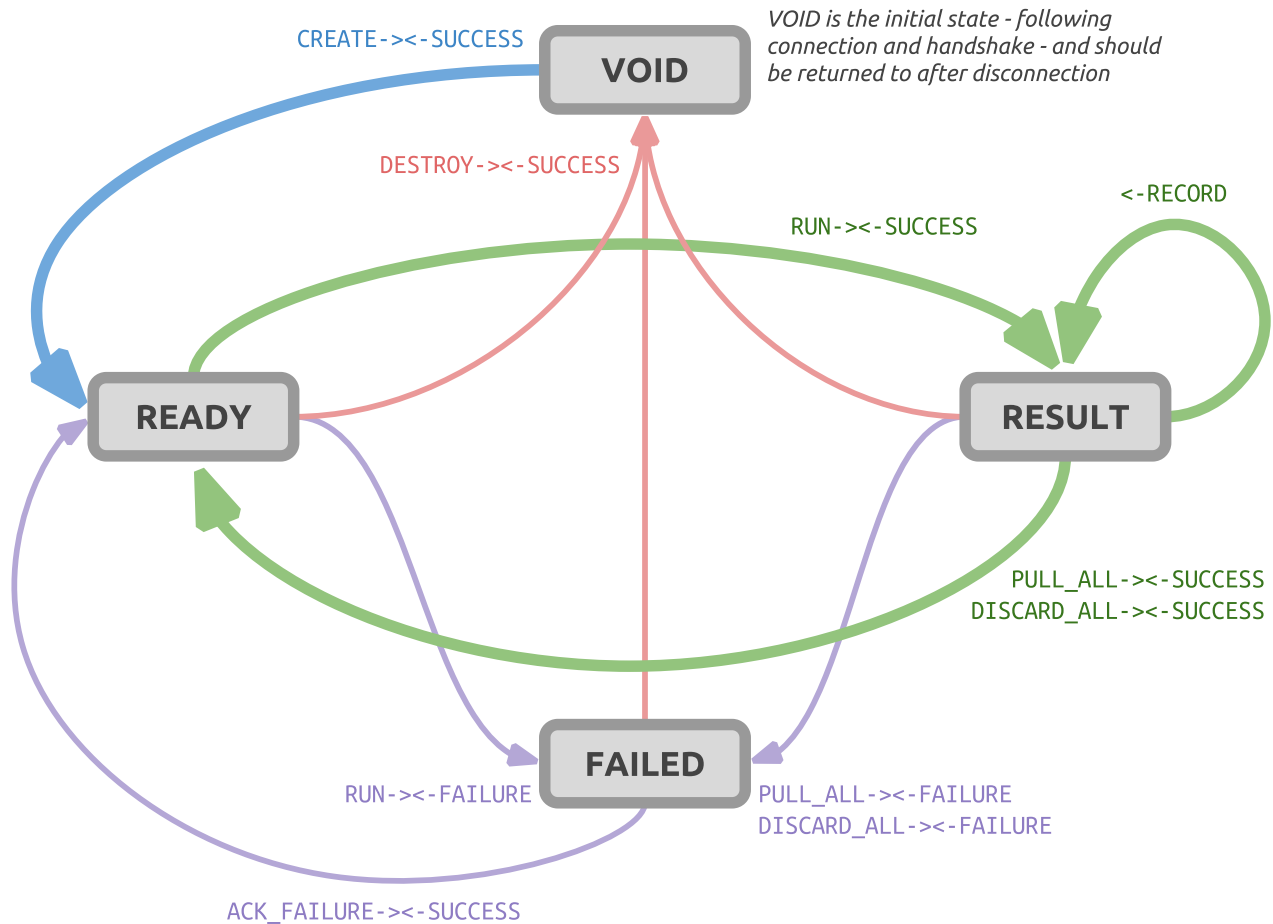 VOID is the initial state - following
connection and handshake - and should
be returned to after disconnection
CREATE-><-SUCCESS
VOID
DESTROY-><-SUCCESS
<-RECORD
RUN-><-SUCCESS
READY
RESULT
PULL_ALL-><-SUCCESS
DISCARD_ALL-><-SUCCESS
FAILED
RUN-><-FAILURE
PULL_ALL-><-FAILURE
DISCARD_ALL-><-FAILURE
ACK_FAILURE-><-SUCCESS